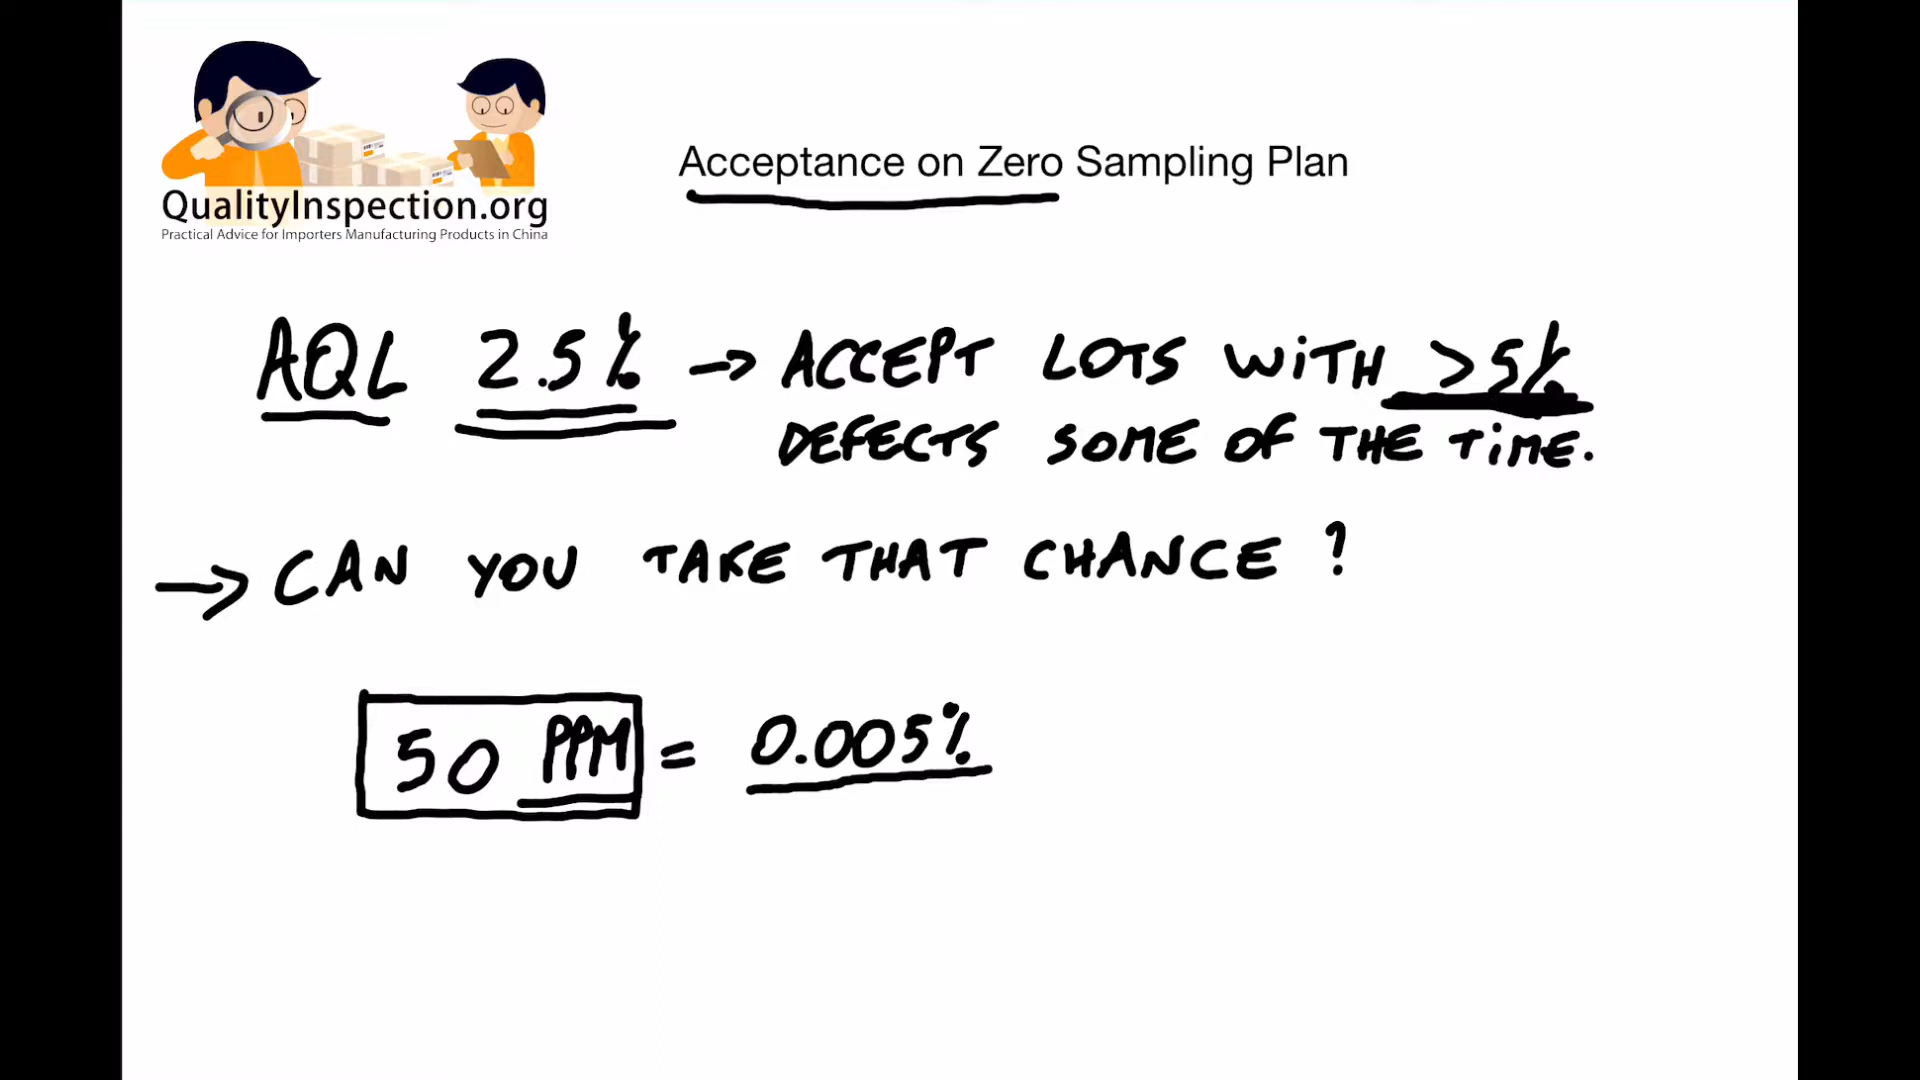 QualityInspection.org
Practical Advice for Importers Manufacturing Products in China
Acceptance on Zero Sampling Plan
AQL 2.5% → ACCEPT LOTS WITH >5%
DEFECTS SOME OF THE TIME.
→ CAN YOU TAKE THAT CHANCE ?
50 PPM = 0.005%